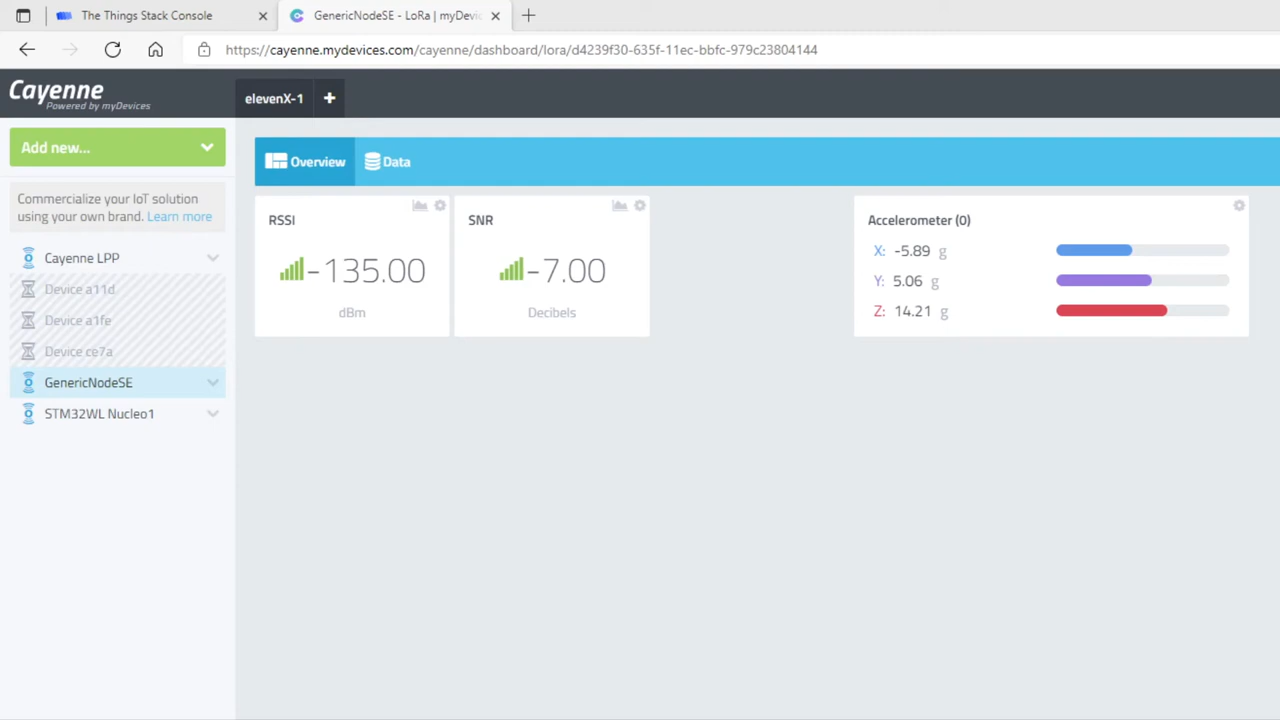 The Things Stack Console
GenericNodeSE - LoRa | myDevic
https://cayenne.mydevices.com/cayenne/dashboard/lora/d4239f30-635f-11ec-bbfc-979c23804144
Cayenne
Powered by myDevices
elevenX-1
Add new...
Commercialize your IoT solution
using your own brand. Learn more
Cayenne LPP
Device a11d
Device a1fe
Device ce7a
GenericNodeSE
STM32WL Nucleo1
Overview
Data
RSSI
-135.00
dBm
SNR
-7.00
Decibels
Accelerometer (0)
X: -5.89 g
Y: 5.06 g
Z: 14.21 g